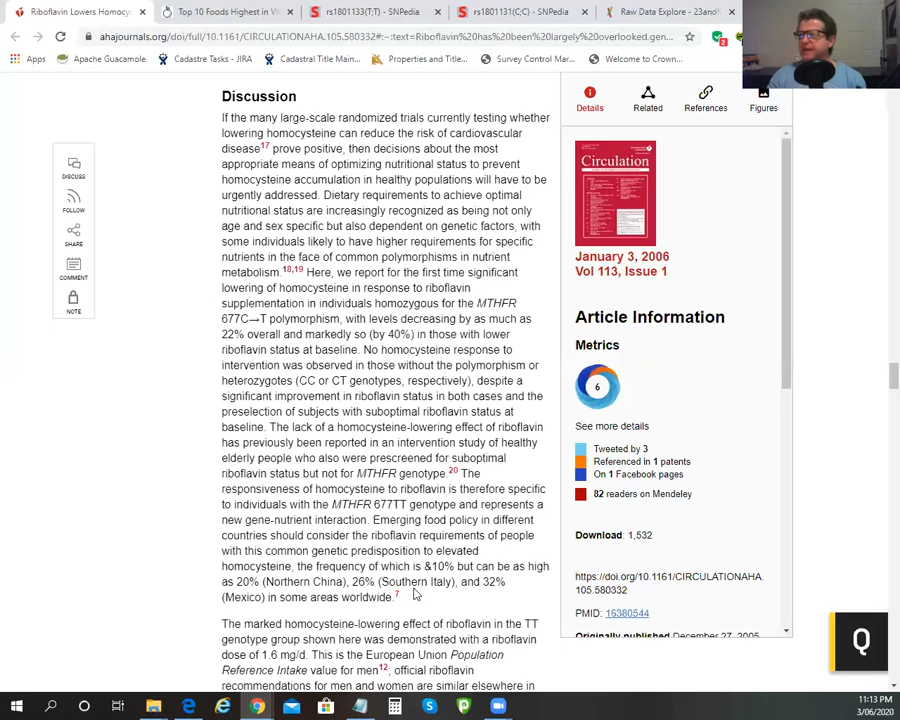 Riboflavin Lowers Homocys
Top 10 Foods Highest in Vit
rs1801133(T;T) - SNPedia
rs1801131(C;C) - SNPedia
Raw Data Explore - 23andM
ahajournals.org/doi/full/10.1161/CIRCULATIONAHA.105.580332#:~:text=Riboflavin%20has%20been%20largely%20overlooked,gen...
Apps
Apache Guacamole
Cadastre Tasks - JIRA
Cadastral Title Main...
Properties and Title...
Survey Control Mar...
Welcome to Crown...
2
DISCUSS
FOLLOW
SHARE
COMMENT
NOTE
Discussion
If the many large-scale randomized trials currently testing whether
lowering homocysteine can reduce the risk of cardiovascular
disease17 prove positive, then decisions about the most
appropriate means of optimizing nutritional status to prevent
homocysteine accumulation in healthy populations will have to be
urgently addressed. Dietary requirements to achieve optimal
nutritional status are increasingly recognized as being not only
age and sex specific but also dependent on genetic factors, with
some individuals likely to have higher requirements for specific
nutrients in the face of common polymorphisms in nutrient
metabolism.18,19 Here, we report for the first time significant
lowering of homocysteine in response to riboflavin
supplementation in individuals homozygous for the MTHFR
677C→T polymorphism, with levels decreasing by as much as
22% overall and markedly so (by 40%) in those with lower
riboflavin status at baseline. No homocysteine response to
intervention was observed in those without the polymorphism or
heterozygotes (CC or CT genotypes, respectively), despite a
significant improvement in riboflavin status in both cases and the
preselection of subjects with suboptimal riboflavin status at
baseline. The lack of a homocysteine-lowering effect of riboflavin
has previously been reported in an intervention study of healthy
elderly people who also were prescreened for suboptimal
riboflavin status but not for MTHFR genotype.20 The
responsiveness of homocysteine to riboflavin is therefore specific
to individuals with the MTHFR 677TT genotype and represents a
new gene-nutrient interaction. Emerging food policy in different
countries should consider the riboflavin requirements of people
with this common genetic predisposition to elevated
homocysteine, the frequency of which is &10% but can be as high
as 20% (Northern China), 26% (Southern Italy), and 32%
(Mexico) in some areas worldwide.7
The marked homocysteine-lowering effect of riboflavin in the TT
genotype group shown here was demonstrated with a riboflavin
dose of 1.6 mg/d. This is the European Union Population
Reference Intake value for men12; official riboflavin
recommendations for men and women are similar elsewhere in
Details
Related
References
Figures
Circulation
January 3, 2006
Vol 113, Issue 1
Article Information
Metrics
6
See more details
Tweeted by 3
Referenced in 1 patents
On 1 Facebook pages
82 readers on Mendeley
Download: 1,532
https://doi.org/10.1161/CIRCULATIONAHA.
105.580332
PMID: 16380544
Originally published December 27, 2005
Q
11:13 PM
3/06/2020